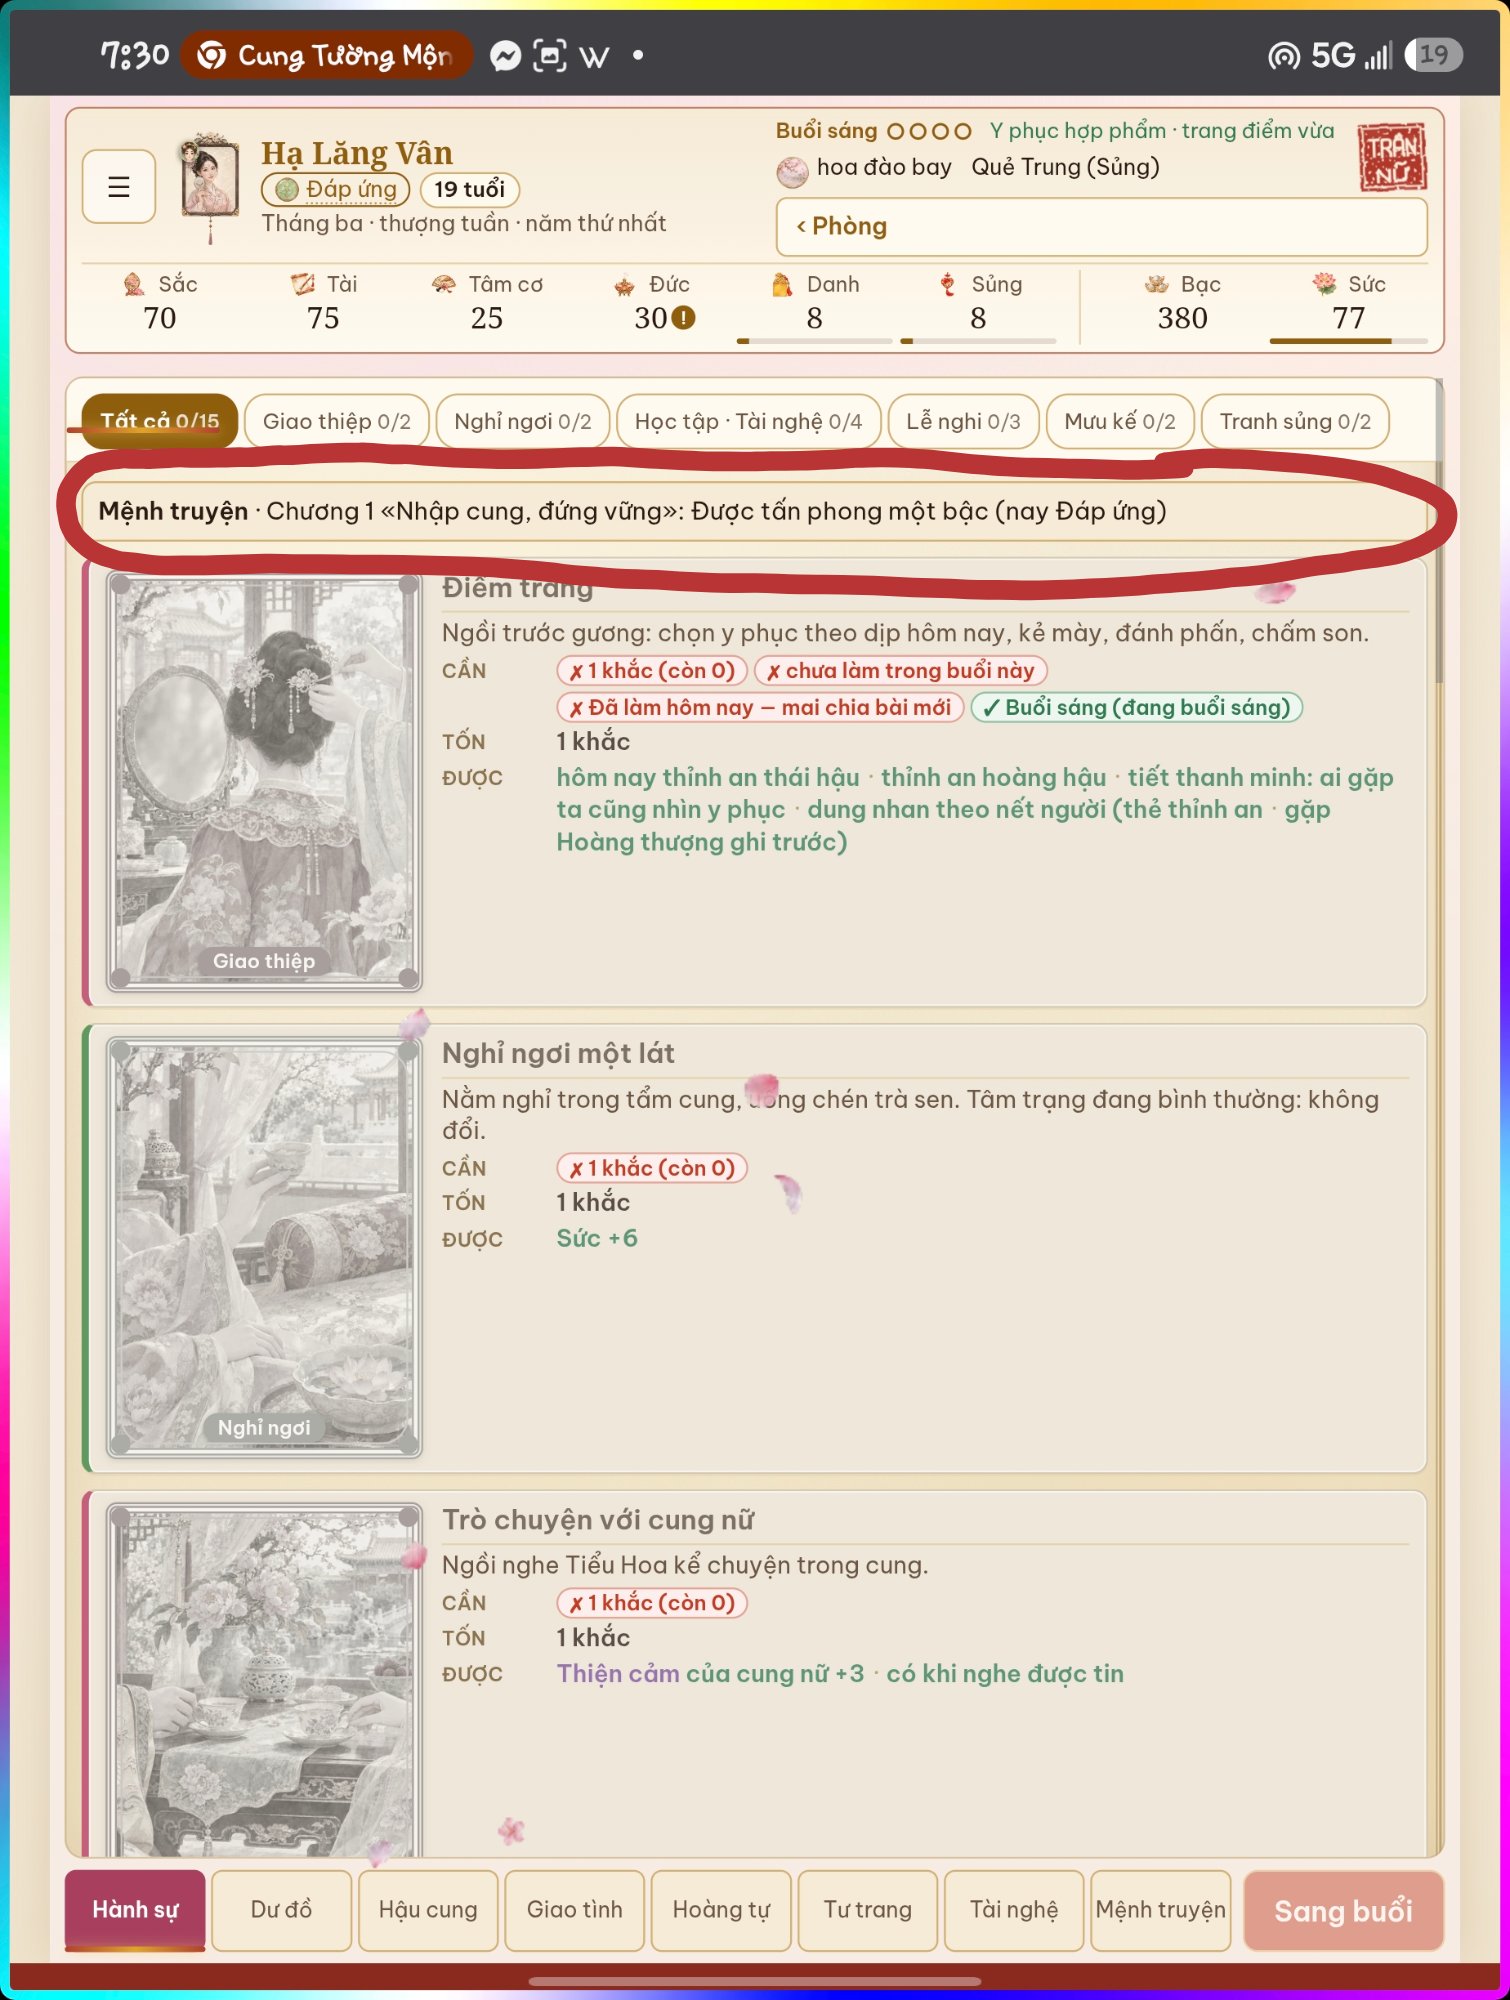 7:30 Cung Tường Mộn 5G 19
Hạ Lăng Vân
Đáp ứng 19 tuổi
Tháng ba · thượng tuần · năm thứ nhất
Buổi sáng Y phục hợp phẩm · trang điểm vừa
hoa đào bay Quẻ Trung (Sủng)
TRÂN NỮ
‹ Phòng
Sắc Tài Tâm cơ Đức Danh Sủng Bạc Sức
70 75 25 30 ! 8 8 380 77
Tất cả 0/15 Giao thiệp 0/2 Nghỉ ngơi 0/2 Học tập · Tài nghệ 0/4 Lễ nghi 0/3 Mưu kế 0/2 Tranh sủng 0/2
Mệnh truyện · Chương 1 «Nhập cung, đứng vững»: Được tấn phong một bậc (nay Đáp ứng)
Điểm trang
Ngồi trước gương: chọn y phục theo dịp hôm nay, kẻ mày, đánh phấn, chấm son.
CẦN ✗ 1 khắc (còn 0) ✗ chưa làm trong buổi này
✗ Đã làm hôm nay — mai chia bài mới ✓ Buổi sáng (đang buổi sáng)
TỐN 1 khắc
ĐƯỢC hôm nay thỉnh an thái hậu · thỉnh an hoàng hậu · tiết thanh minh: ai gặp
ta cũng nhìn y phục · dung nhan theo nết người (thẻ thỉnh an · gặp
Hoàng thượng ghi trước)
Giao thiệp
Nghỉ ngơi một lát
Nằm nghỉ trong tẩm cung, uống chén trà sen. Tâm trạng đang bình thường: không
đổi.
CẦN ✗ 1 khắc (còn 0)
TỐN 1 khắc
ĐƯỢC Sức +6
Nghỉ ngơi
Trò chuyện với cung nữ
Ngồi nghe Tiểu Hoa kể chuyện trong cung.
CẦN ✗ 1 khắc (còn 0)
TỐN 1 khắc
ĐƯỢC Thiện cảm của cung nữ +3 · có khi nghe được tin
Hành sự Dư đồ Hậu cung Giao tình Hoàng tự Tư trang Tài nghệ Mệnh truyện Sang buổi